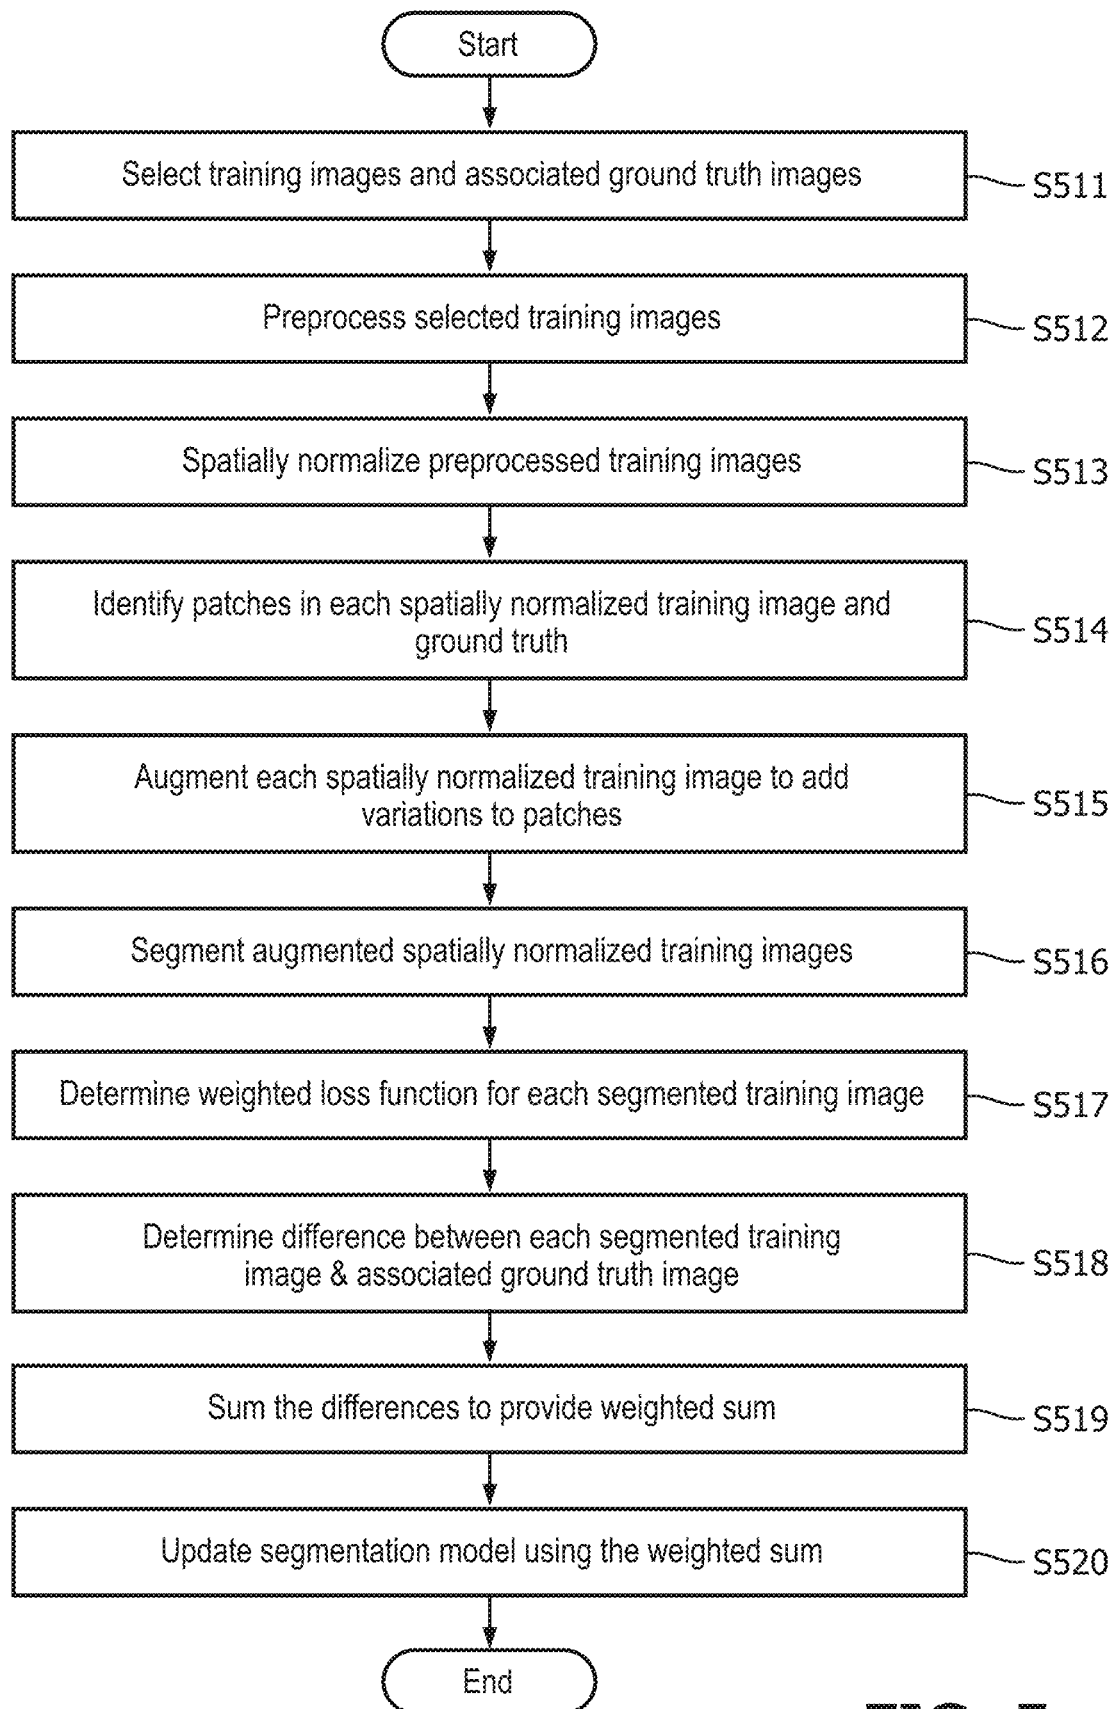 Start
Select training images and associated ground truth images
S511
Preprocess selected training images
S512
Spatially normalize preprocessed training images
S513
Identify patches in each spatially normalized training image and
ground truth
S514
Augment each spatially normalized training image to add
variations to patches
S515
Segment augmented spatially normalized training images
S516
Determine weighted loss function for each segmented training image
S517
Determine difference between each segmented training
image & associated ground truth image
S518
Sum the differences to provide weighted sum
S519
Update segmentation model using the weighted sum
S520
End